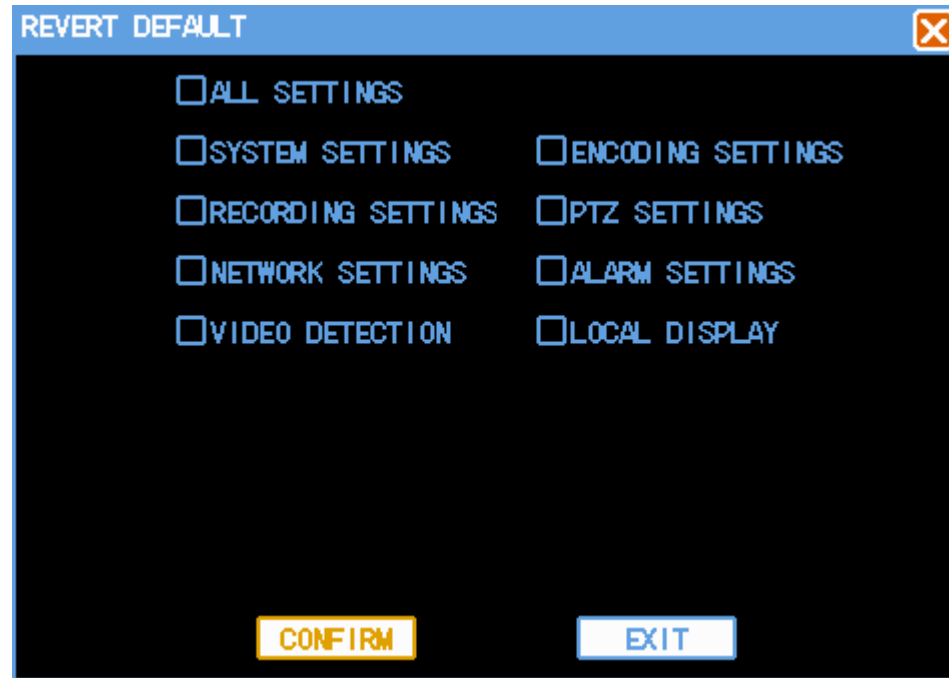 REVERT DEFAULT
ALL SETTINGS
SYSTEM SETTINGS ENCODING SETTINGS
RECORDING SETTINGS PTZ SETTINGS
NETWORK SETTINGS ALARM SETTINGS
VIDEO DETECTION LOCAL DISPLAY
CONFIRM EXIT